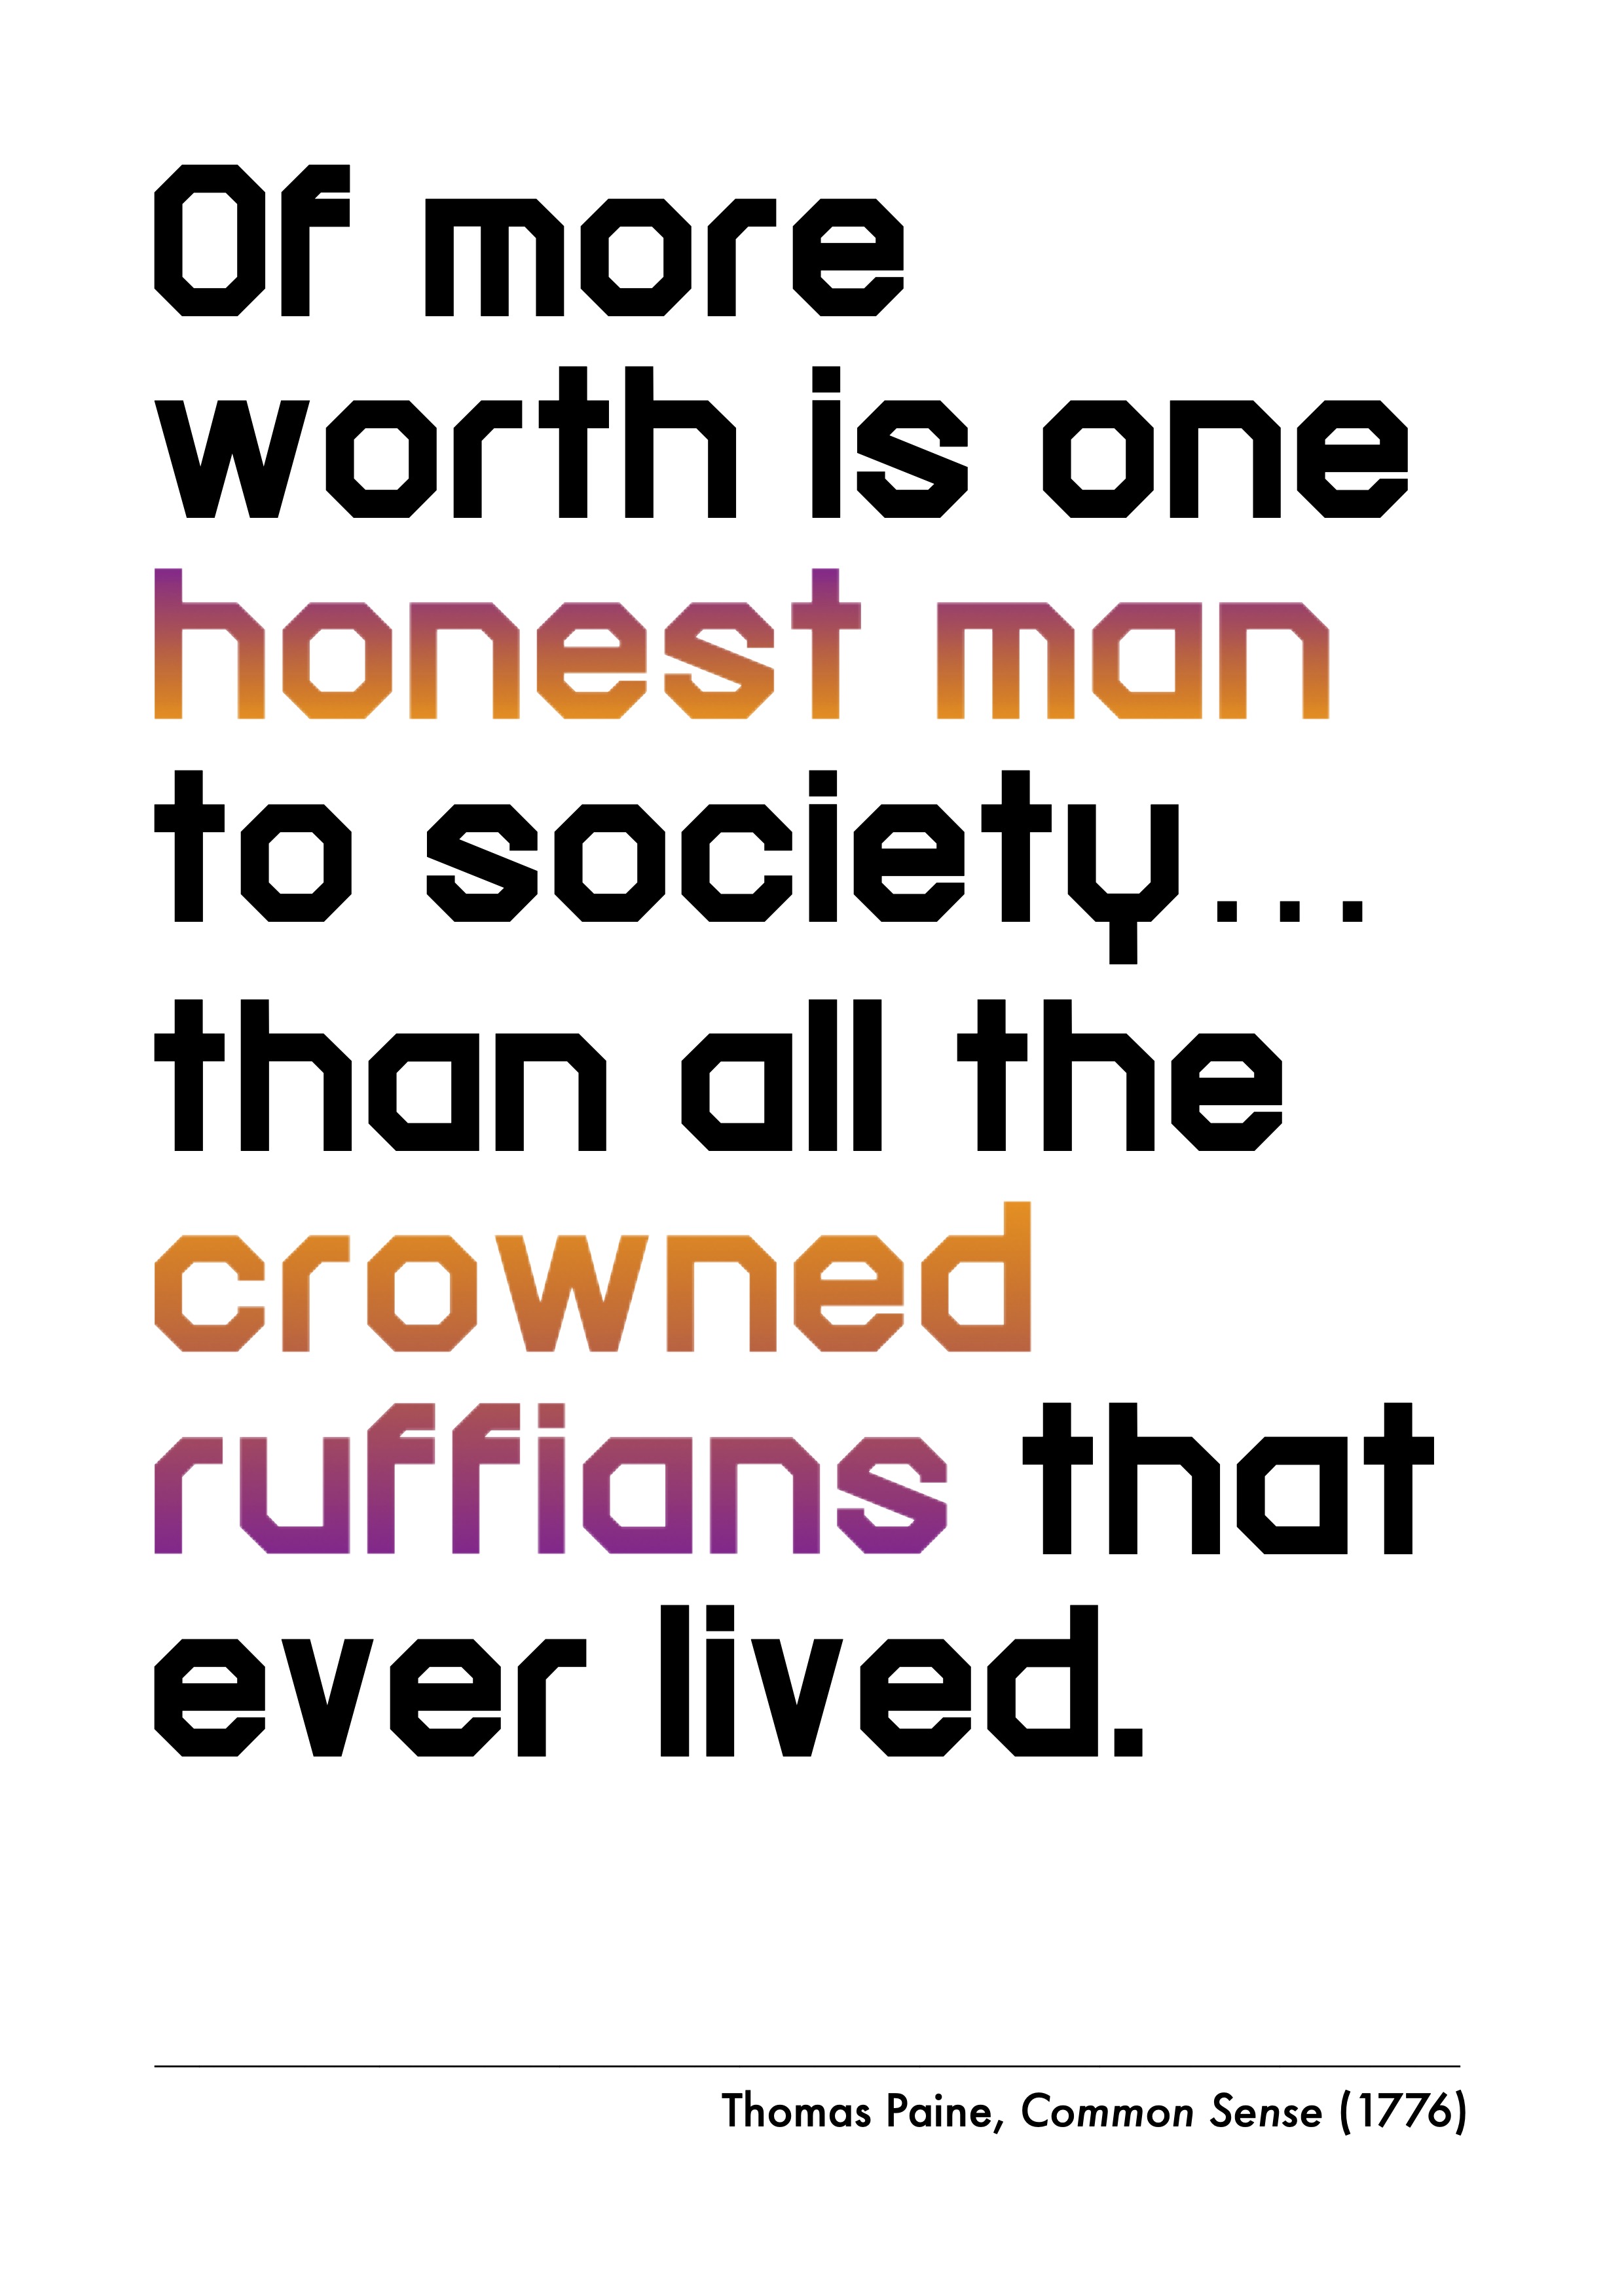 Of more
worth is one
honest man
to society . . .
than all the
crowned
ruffians that
ever lived.
Thomas Paine, Common Sense (1776)